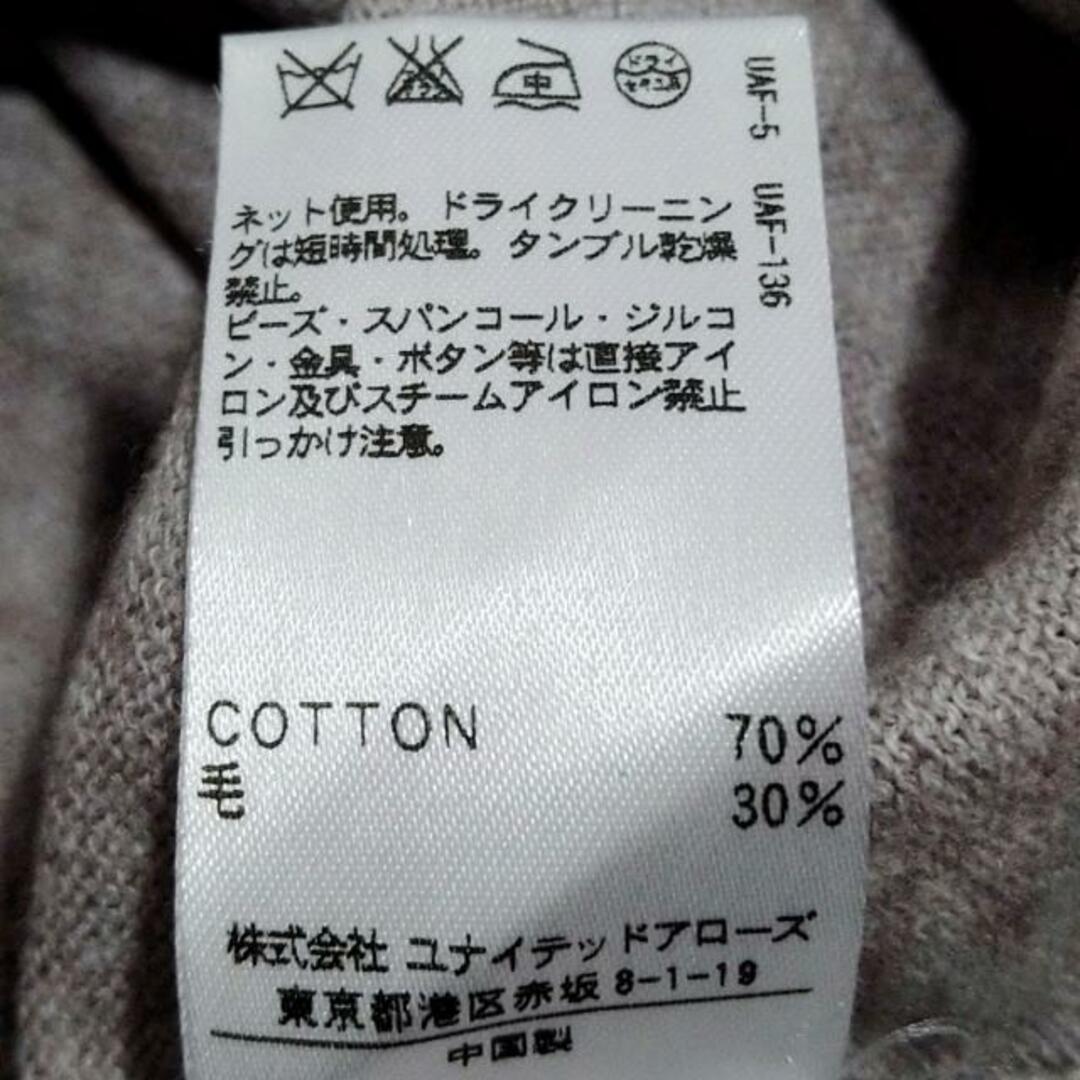 中
ドライ
セキユ系
UAF-5 UAF-136
ネット使用。ドライクリーニン
グは短時間処理。タンブル乾燥
禁止。
ビーズ・スパンコール・ジルコ
ン・金具・ボタン等は直接アイ
ロン及びスチームアイロン禁止
引っかけ注意。
COTTON 70%
毛 30%
株式会社 ユナイテッドアローズ
東京都港区赤坂8-1-19
中国製